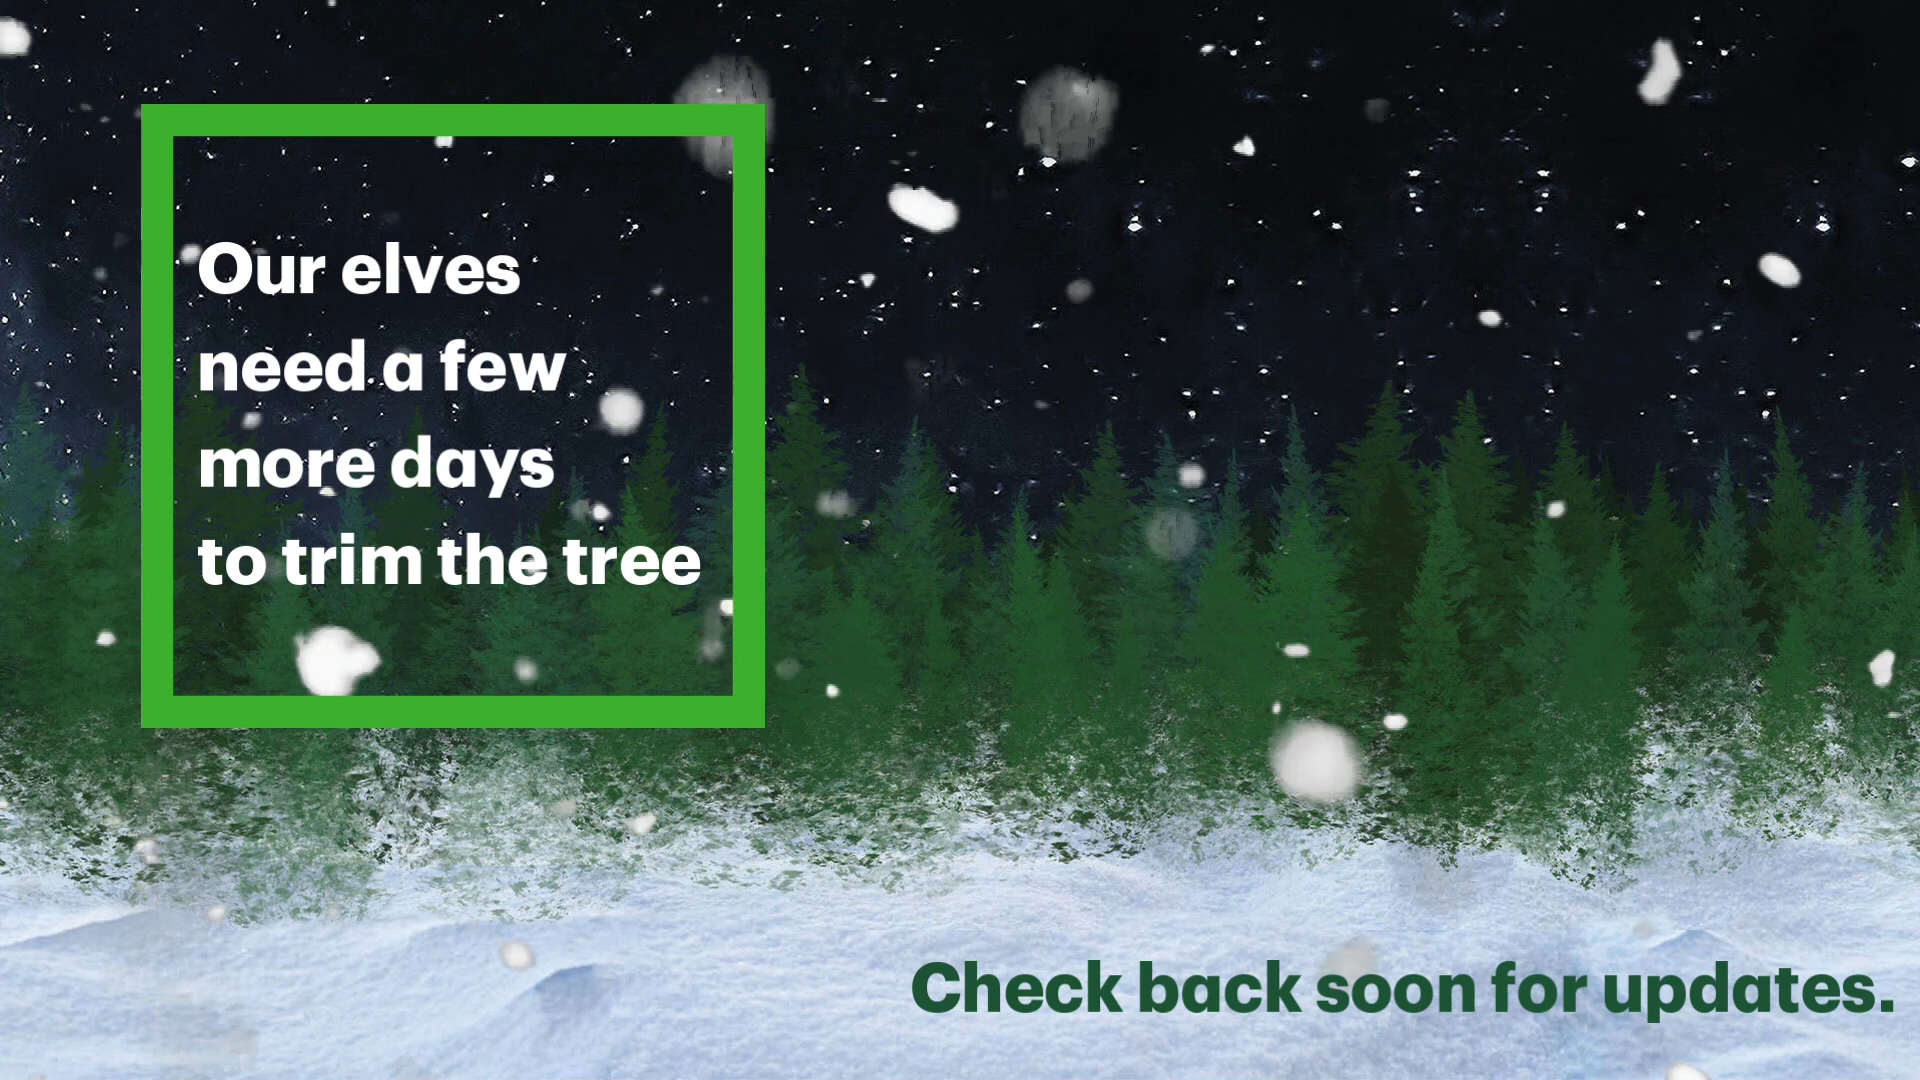 Our elves
need a few
more days
to trim the tree
Check back soon for updates.